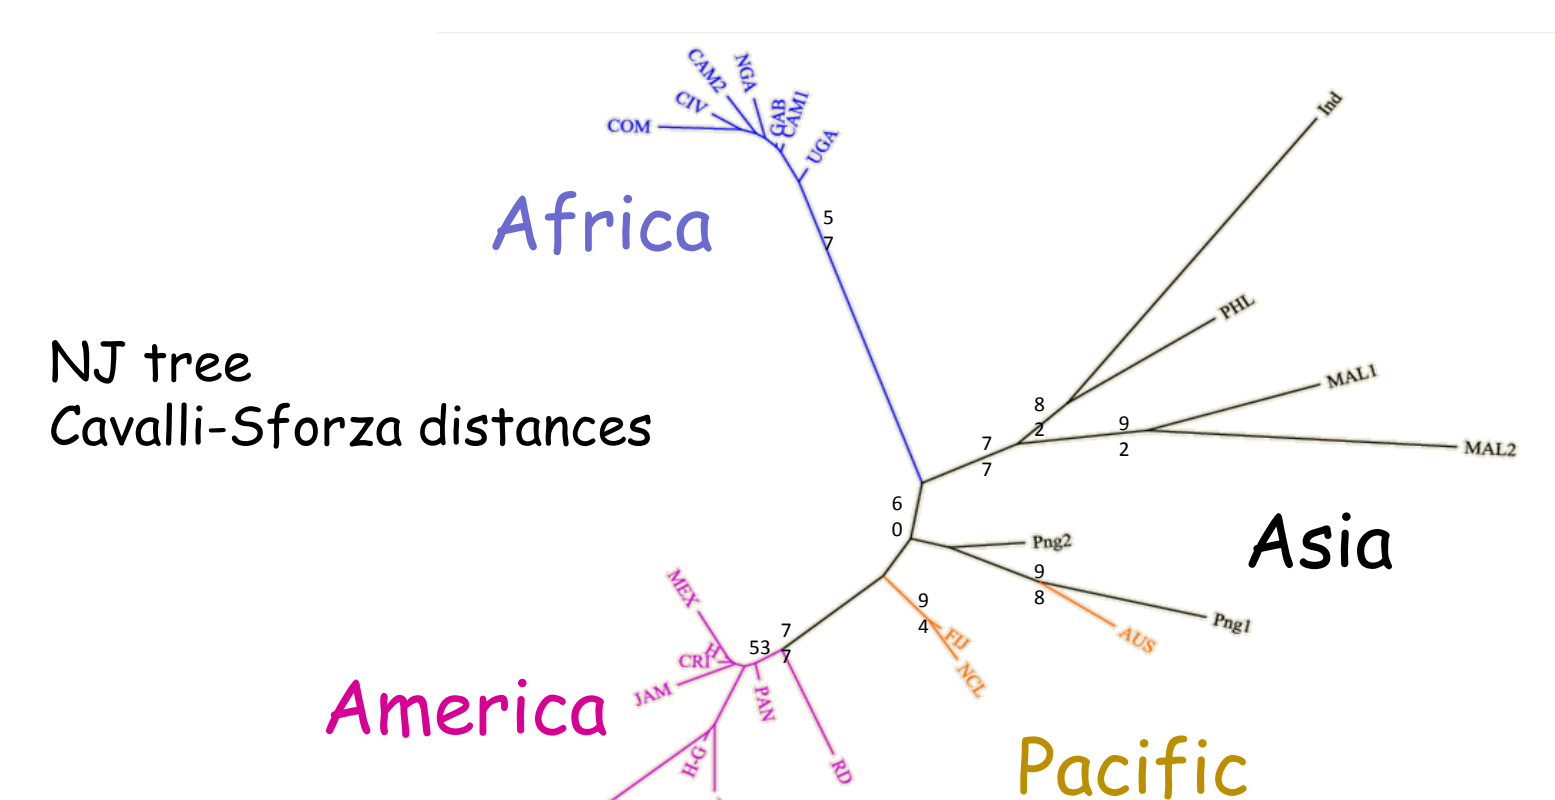 CAM2
NGA
CIV
GAB
CAM1
COM
UGA
Ind
Africa
5
7
PHL
NJ tree
Cavalli-Sforza distances
MAL1
8
2
9
2
7
7
MAL2
6
0
Asia
Png2
9
8
MEX
9
4
Png1
FIJ
AUS
7
7
53
H
CRI
NCL
JAM
PAN
America
H-G
RD
Pacific